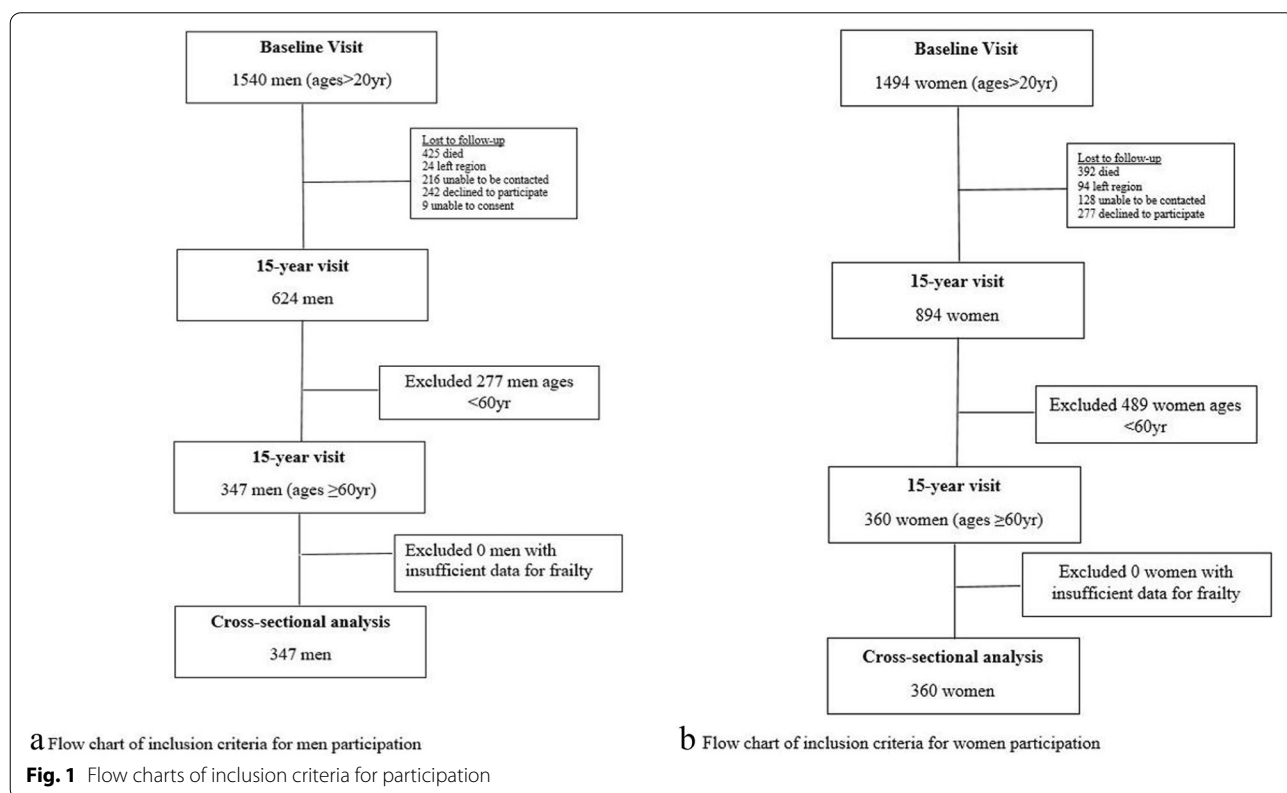 Baseline Visit
1540 men (ages>20yr)
Lost to follow-up
425 died
24 left region
216 unable to be contacted
242 declined to participate
9 unable to consent
15-year visit
624 men
Excluded 277 men ages
<60yr
15-year visit
347 men (ages ≥60yr)
Excluded 0 men with
insufficient data for frailty
Cross-sectional analysis
347 men
a Flow chart of inclusion criteria for men participation
Baseline Visit
1494 women (ages>20yr)
Lost to follow-up
392 died
94 left region
128 unable to be contacted
277 declined to participate
15-year visit
894 women
Excluded 489 women ages
<60yr
15-year visit
360 women (ages ≥60yr)
Excluded 0 women with
insufficient data for frailty
Cross-sectional analysis
360 women
b Flow chart of inclusion criteria for women participation
Fig. 1 Flow charts of inclusion criteria for participation